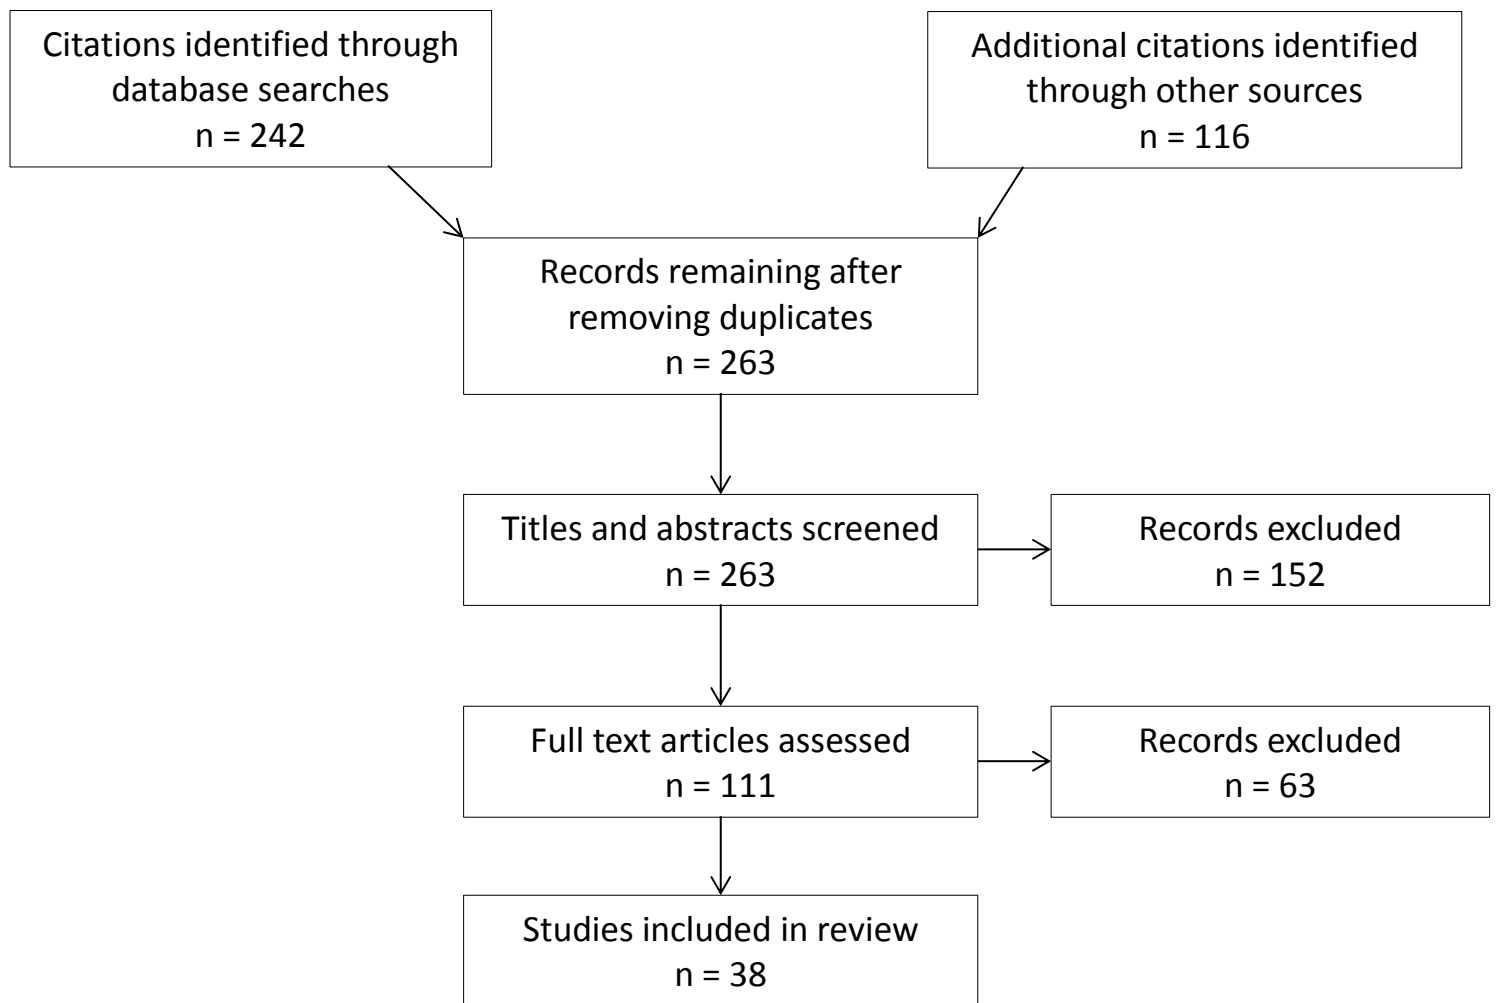 Citations identified through
database searches
n = 242
Additional citations identified
through other sources
n = 116
Records remaining after
removing duplicates
n = 263
Titles and abstracts screened
n = 263
Records excluded
n = 152
Full text articles assessed
n = 111
Records excluded
n = 63
Studies included in review
n = 38